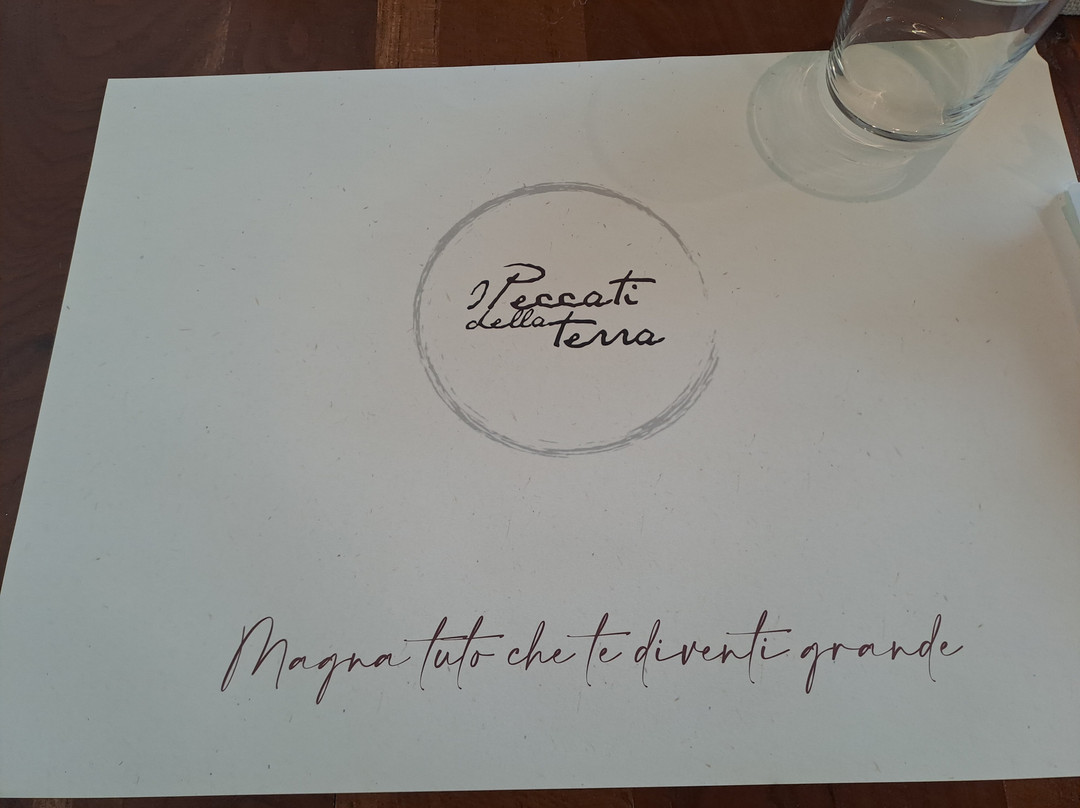 I Peccati
della terra
Magna tuto che te diventi grande